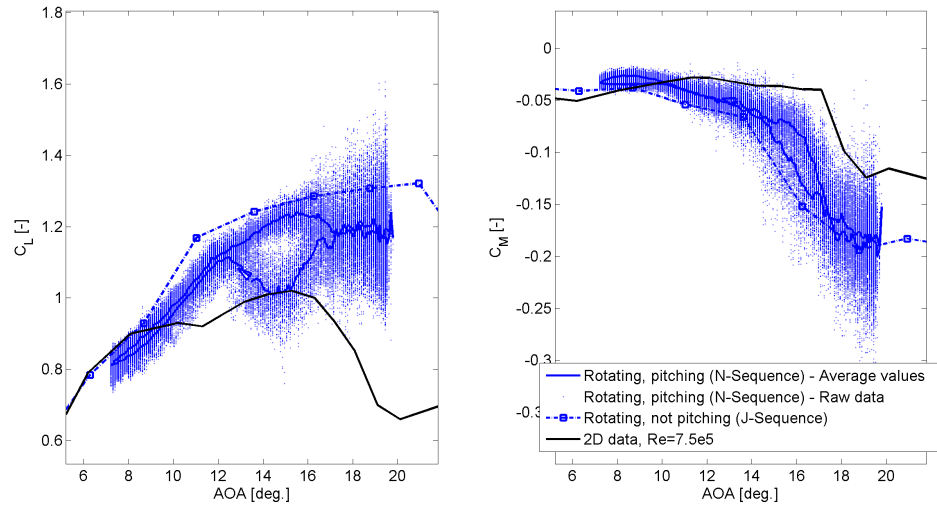 1.8
1.6
1.4
1.2
1
0.8
0.6
C_L [-]
6 8 10 12 14 16 18 20
AOA [deg.]
0
-0.05
-0.1
-0.15
-0.2
-0.25
-0.3
C_M [-]
6 8 10 12 14 16 18 20
AOA [deg.]
Rotating, pitching (N-Sequence) - Average values
Rotating, pitching (N-Sequence) - Raw data
Rotating, not pitching (J-Sequence)
2D data, Re=7.5e5